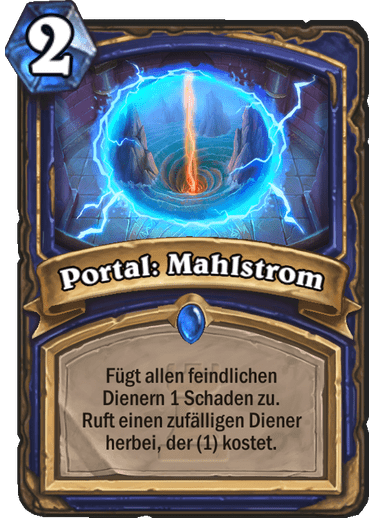 2
Portal: Mahlstrom
Fügt allen feindlichen
Dienern 1 Schaden zu.
Ruft einen zufälligen Diener
herbei, der (1) kostet.